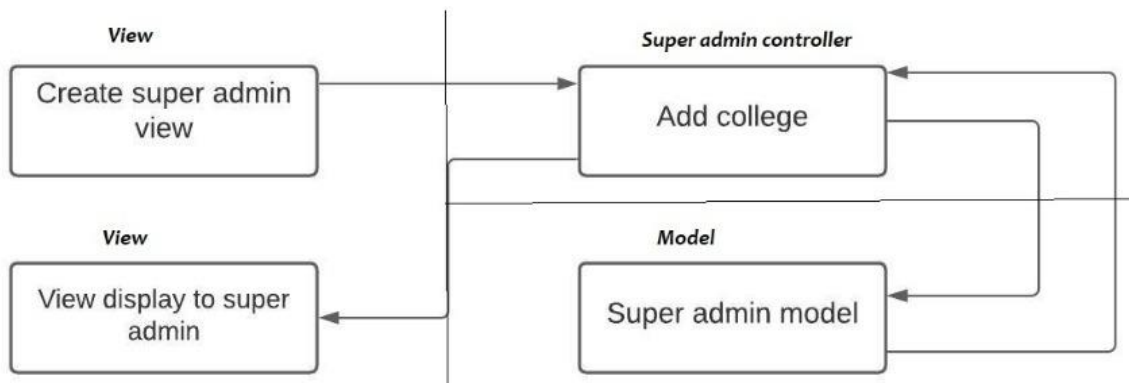 View
Create super admin
view
Super admin controller
Add college
View
View display to super
admin
Model
Super admin model